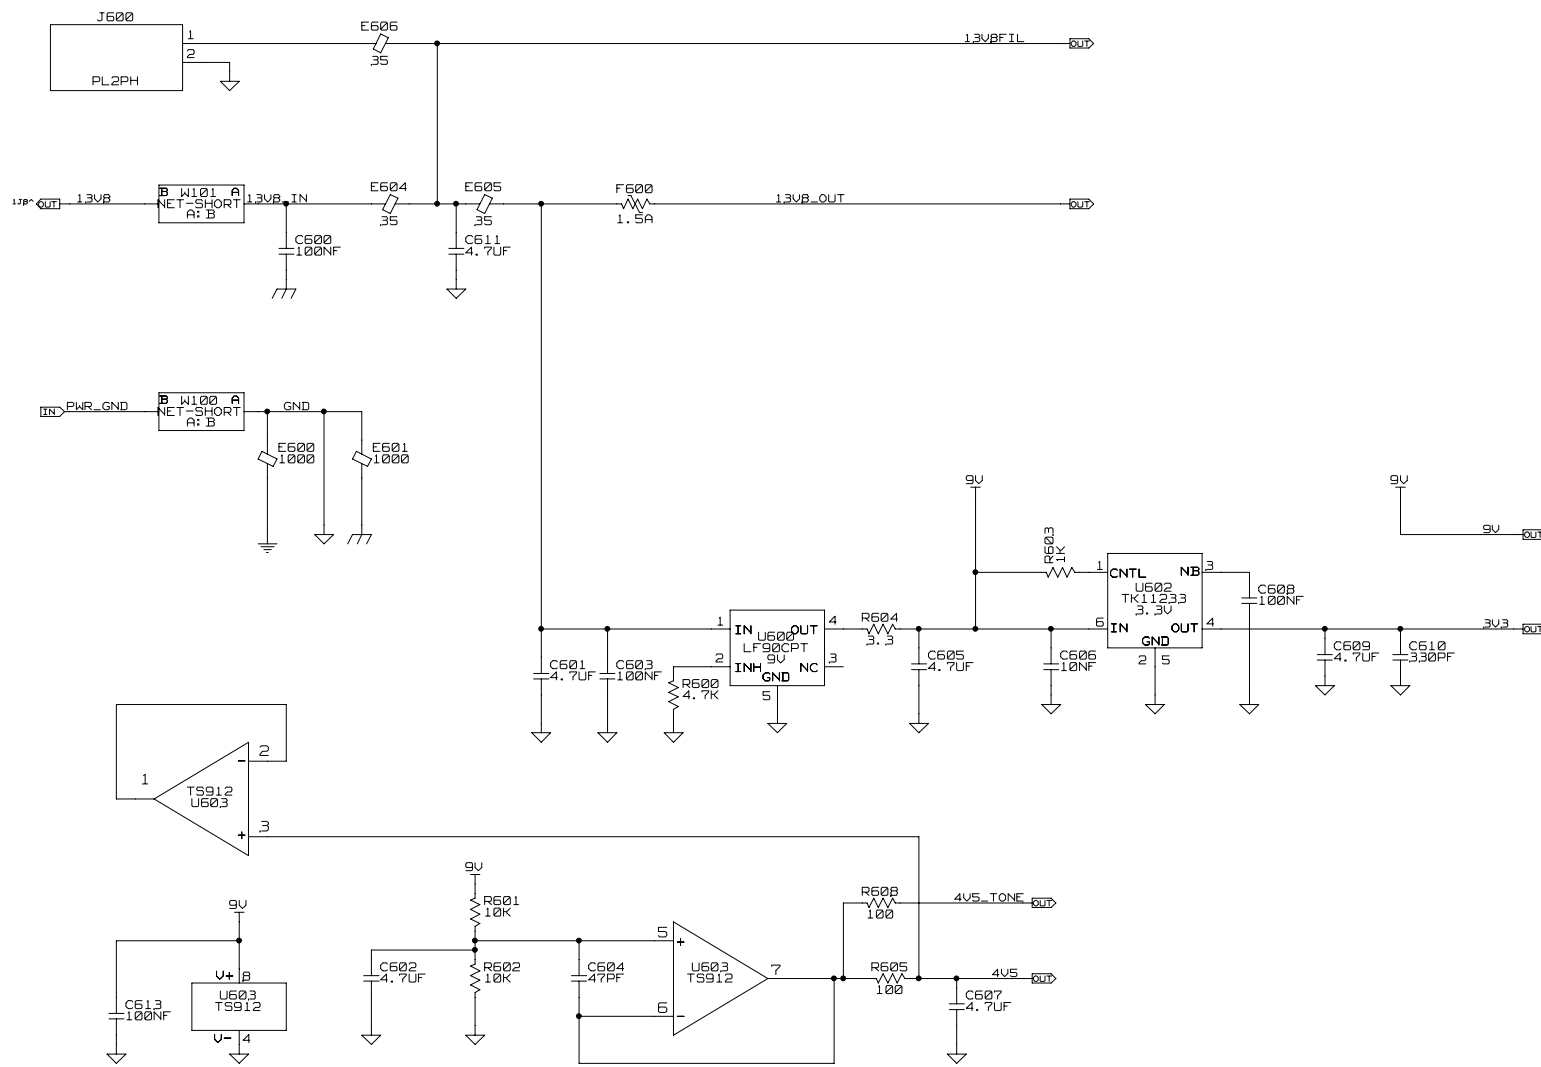 J600
1
2
PL2PH
E606
35
13V8FIL
OUT
OUT
13V8
B W101 A
NET-SHORT
A:B
13V8_IN
E604
35
E605
35
F600
1.5A
13V8_OUT
OUT
C600
100NF
C611
4.7UF
IN
PWR_GND
B W100 A
NET-SHORT
A:B
GND
E600
1000
E601
1000
9V
9V
9V
OUT
R603
1K
1
CNTL
NB
3
U602
TK11233
3.3V
6
IN
OUT
4
GND
2 5
C608
100NF
3V3
OUT
C609
4.7UF
C610
330PF
1
IN
OUT
4
U600
LF90CPT
9V
2
INH
NC
3
GND
5
R604
3.3
C601
4.7UF
C603
100NF
R600
4.7K
C605
4.7UF
C606
10NF
2
-
1
TS912
U603
+
3
9V
R601
10K
R602
10K
C602
4.7UF
C604
47PF
5
+
U603
TS912
7
6
-
R608
100
4V5_TONE
OUT
R605
100
4V5
OUT
C607
4.7UF
9V
V+ 8
U603
TS912
V- 4
C613
100NF